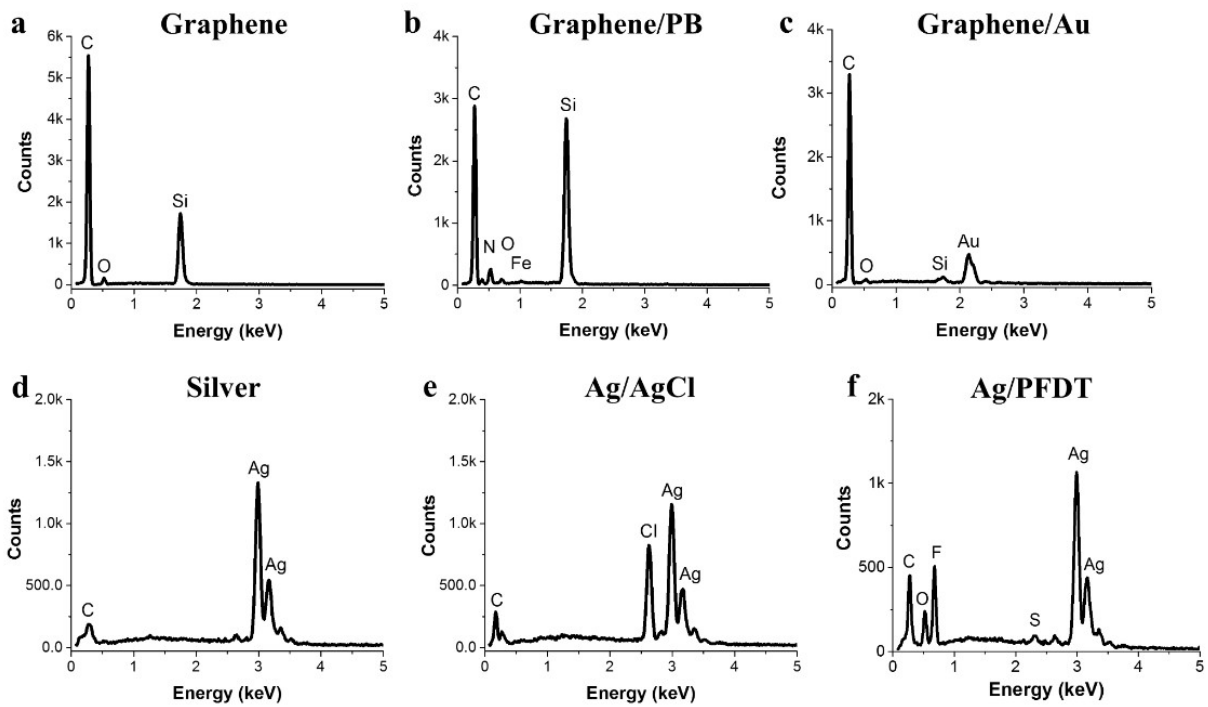 a Graphene
6k
5k
4k
3k
2k
1k
0
Counts
C
O
Si
0 1 2 3 4 5
Energy (keV)
b Graphene/PB
4k
3k
2k
1k
0
Counts
C
N
O
Fe
Si
0 1 2 3 4 5
Energy (keV)
c Graphene/Au
4k
3k
2k
1k
0
Counts
C
O
Si
Au
0 1 2 3 4 5
Energy (keV)
d Silver
2.0k
1.5k
1.0k
500.0
0.0
Counts
C
Ag
Ag
0 1 2 3 4 5
Energy (keV)
e Ag/AgCl
2.0k
1.5k
1.0k
500.0
0.0
Counts
C
Cl
Ag
Ag
0 1 2 3 4 5
Energy (keV)
f Ag/PFDT
2k
1k
500
0
Counts
C
O
F
S
Ag
Ag
0 1 2 3 4 5
Energy (keV)